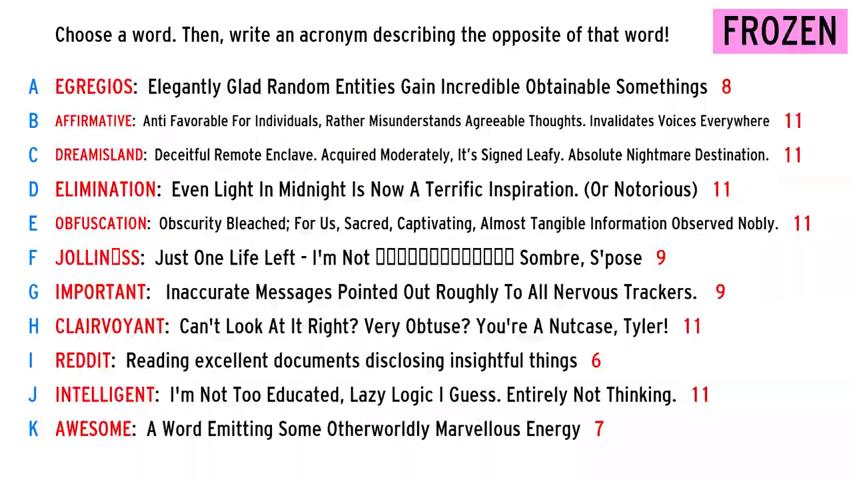 Choose a word. Then, write an acronym describing the opposite of that word!
FROZEN
A EGREGIOS: Elegantly Glad Random Entities Gain Incredible Obtainable Somethings 8
B AFFIRMATIVE: Anti Favorable For Individuals, Rather Misunderstands Agreeable Thoughts. Invalidates Voices Everywhere 11
C DREAMISLAND: Deceitful Remote Enclave. Acquired Moderately, It's Signed Leafy. Absolute Nightmare Destination. 11
D ELIMINATION: Even Light In Midnight Is Now A Terrific Inspiration. (Or Notorious) 11
E OBFUSCATION: Obscurity Bleached; For Us, Sacred, Captivating, Almost Tangible Information Observed Nobly. 11
F JOLLIN▯SS: Just One Life Left - I'm Not ▯▯▯▯▯▯▯▯▯▯▯▯▯ Sombre, S'pose 9
G IMPORTANT: Inaccurate Messages Pointed Out Roughly To All Nervous Trackers. 9
H CLAIRVOYANT: Can't Look At It Right? Very Obtuse? You're A Nutcase, Tyler! 11
I REDDIT: Reading excellent documents disclosing insightful things 6
J INTELLIGENT: I'm Not Too Educated, Lazy Logic I Guess. Entirely Not Thinking. 11
K AWESOME: A Word Emitting Some Otherworldly Marvellous Energy 7